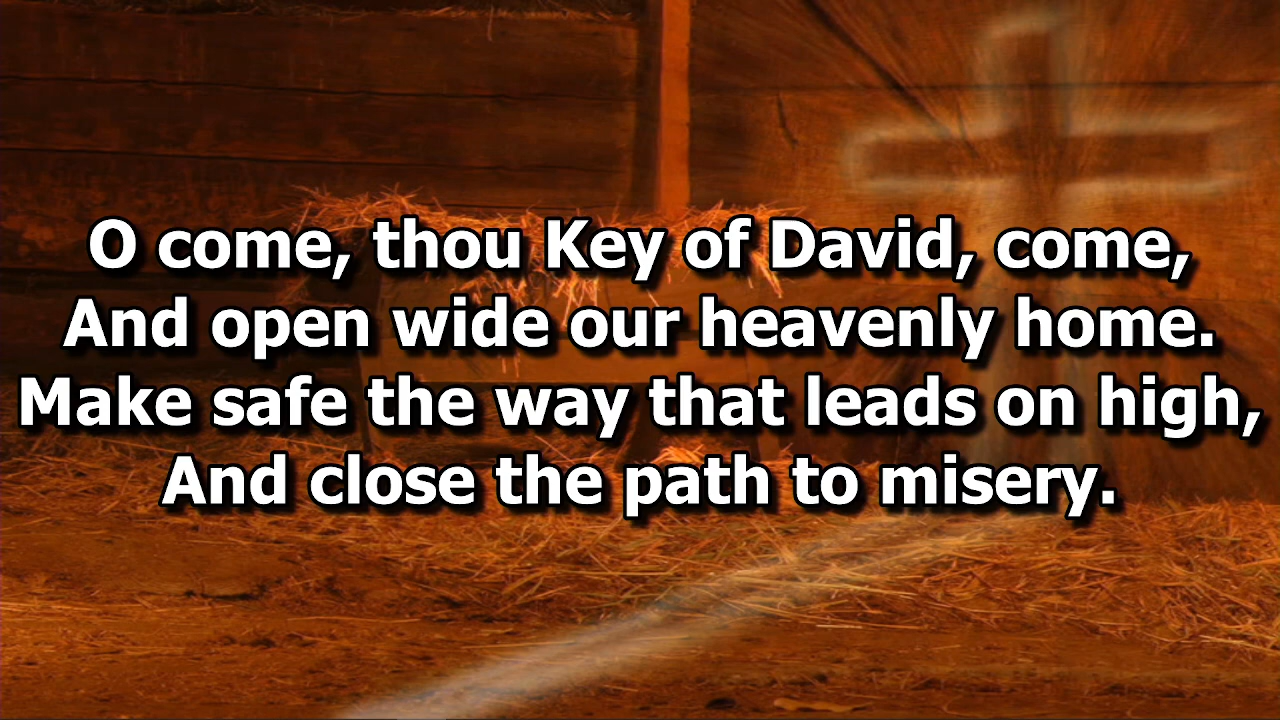 O come, thou Key of David, come,
And open wide our heavenly home.
Make safe the way that leads on high,
And close the path to misery.